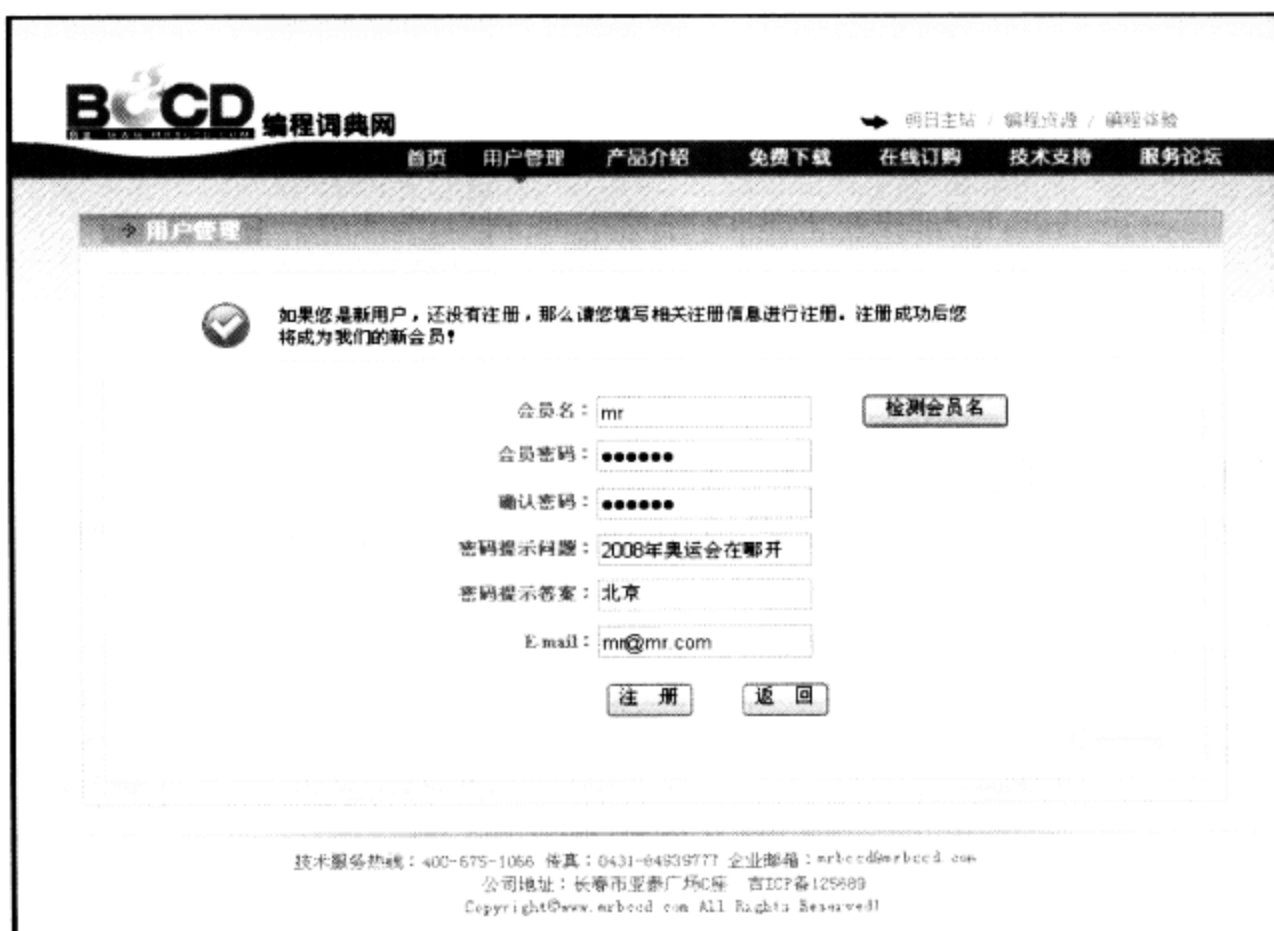 BCCD 编程词典网
明日主站 / 编程资源 / 编程体验
首页 用户管理 产品介绍 免费下载 在线订购 技术支持 服务论坛
用户管理
如果您是新用户，还没有注册，那么请您填写相关注册信息进行注册。注册成功后您
将成为我们的新会员！
会员名： mr 检测会员名
会员密码： ●●●●●●
确认密码： ●●●●●●
密码提示问题： 2008年奥运会在哪开
密码提示答案： 北京
E-mail： mr@mr.com
注 册 返 回
技术服务热线：400-675-1066 传真：0431-84939777 企业邮箱：mrbccd@mrbccd.com
公司地址：长春市亚泰广场C座 吉ICP备125689
Copyright©www.mrbccd.com All Rights Reserved!